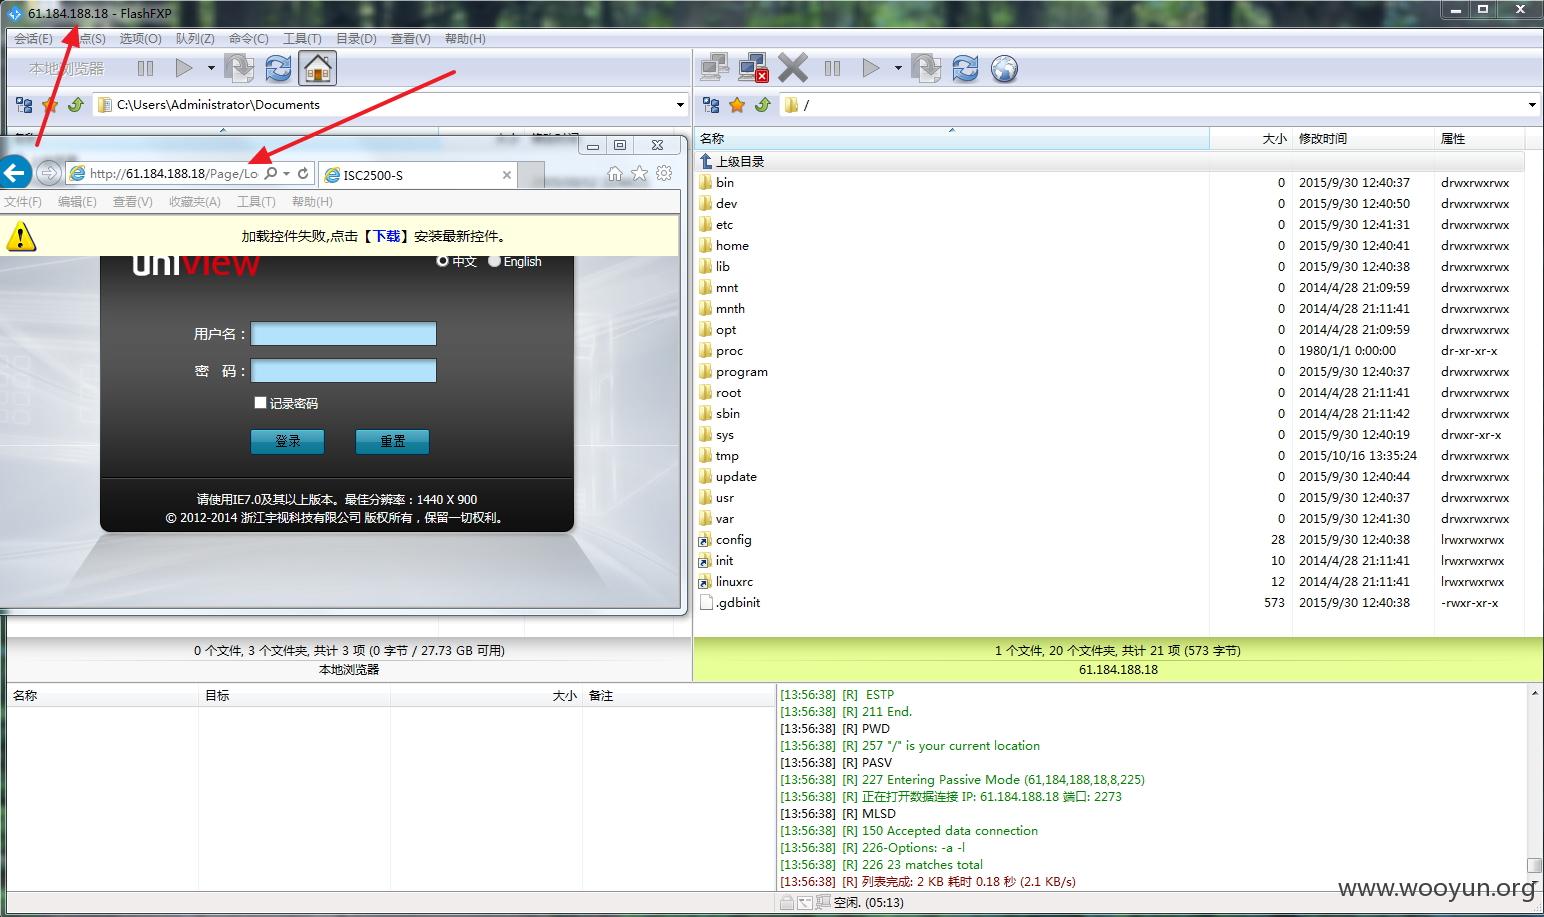 61.184.188.18 - FlashFXP
会话(E) 点(S) 选项(O) 队列(Z) 命令(C) 工具(T) 目录(D) 查看(V) 帮助(H)
本地浏览器
C:\Users\Administrator\Documents
/
名称 大小 修改时间 属性
上级目录
bin 0 2015/9/30 12:40:37 drwxrwxrwx
dev 0 2015/9/30 12:40:50 drwxrwxrwx
etc 0 2015/9/30 12:41:31 drwxrwxrwx
home 0 2015/9/30 12:40:41 drwxrwxrwx
lib 0 2015/9/30 12:40:38 drwxrwxrwx
mnt 0 2014/4/28 21:09:59 drwxrwxrwx
mnth 0 2014/4/28 21:11:41 drwxrwxrwx
opt 0 2014/4/28 21:09:59 drwxrwxrwx
proc 0 1980/1/1 0:00:00 dr-xr-xr-x
program 0 2015/9/30 12:40:37 drwxrwxrwx
root 0 2014/4/28 21:11:41 drwxrwxrwx
sbin 0 2014/4/28 21:11:42 drwxrwxrwx
sys 0 2015/9/30 12:40:19 drwxr-xr-x
tmp 0 2015/10/16 13:35:24 drwxrwxrwx
update 0 2015/9/30 12:40:44 drwxrwxrwx
usr 0 2015/9/30 12:40:37 drwxrwxrwx
var 0 2015/9/30 12:41:30 drwxrwxrwx
config 28 2015/9/30 12:40:38 lrwxrwxrwx
init 10 2014/4/28 21:11:41 lrwxrwxrwx
linuxrc 12 2014/4/28 21:11:41 lrwxrwxrwx
.gdbinit 573 2015/9/30 12:40:38 -rwxr-xr-x
http://61.184.188.18/Page/Lo
ISC2500-S
文件(F) 编辑(E) 查看(V) 收藏夹(A) 工具(T) 帮助(H)
加载控件失败,点击【下载】安装最新控件。
uniview
中文 English
用户名：
密 码：
记录密码
登录 重置
请使用IE7.0及其以上版本。最佳分辨率：1440 X 900
© 2012-2014 浙江宇视科技有限公司 版权所有，保留一切权利。
0 个文件, 3 个文件夹, 共计 3 项 (0 字节 / 27.73 GB 可用)
本地浏览器
1 个文件, 20 个文件夹, 共计 21 项 (573 字节)
61.184.188.18
名称 目标 大小 备注
[13:56:38] [R] ESTP
[13:56:38] [R] 211 End.
[13:56:38] [R] PWD
[13:56:38] [R] 257 "/" is your current location
[13:56:38] [R] PASV
[13:56:38] [R] 227 Entering Passive Mode (61,184,188,18,8,225)
[13:56:38] [R] 正在打开数据连接 IP: 61.184.188.18 端口: 2273
[13:56:38] [R] MLSD
[13:56:38] [R] 150 Accepted data connection
[13:56:38] [R] 226-Options: -a -l
[13:56:38] [R] 226 23 matches total
[13:56:38] [R] 列表完成: 2 KB 耗时 0.18 秒 (2.1 KB/s)
空闲. (05:13)
www.wooyun.org